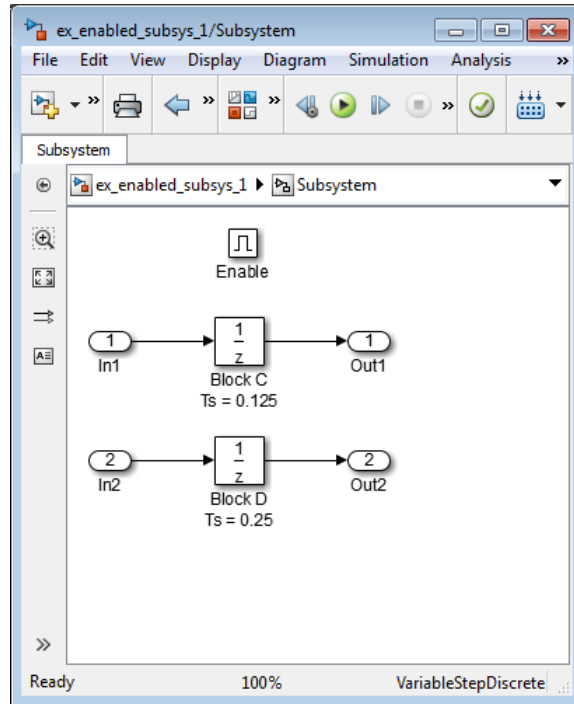 ex_enabled_subsys_1/Subsystem
File Edit View Display Diagram Simulation Analysis »
» » » »
Subsystem
ex_enabled_subsys_1 Subsystem
Enable
1 1/z 1
In1 Out1
Block C
Ts = 0.125
2 1/z 2
In2 Out2
Block D
Ts = 0.25
»
Ready 100% VariableStepDiscrete